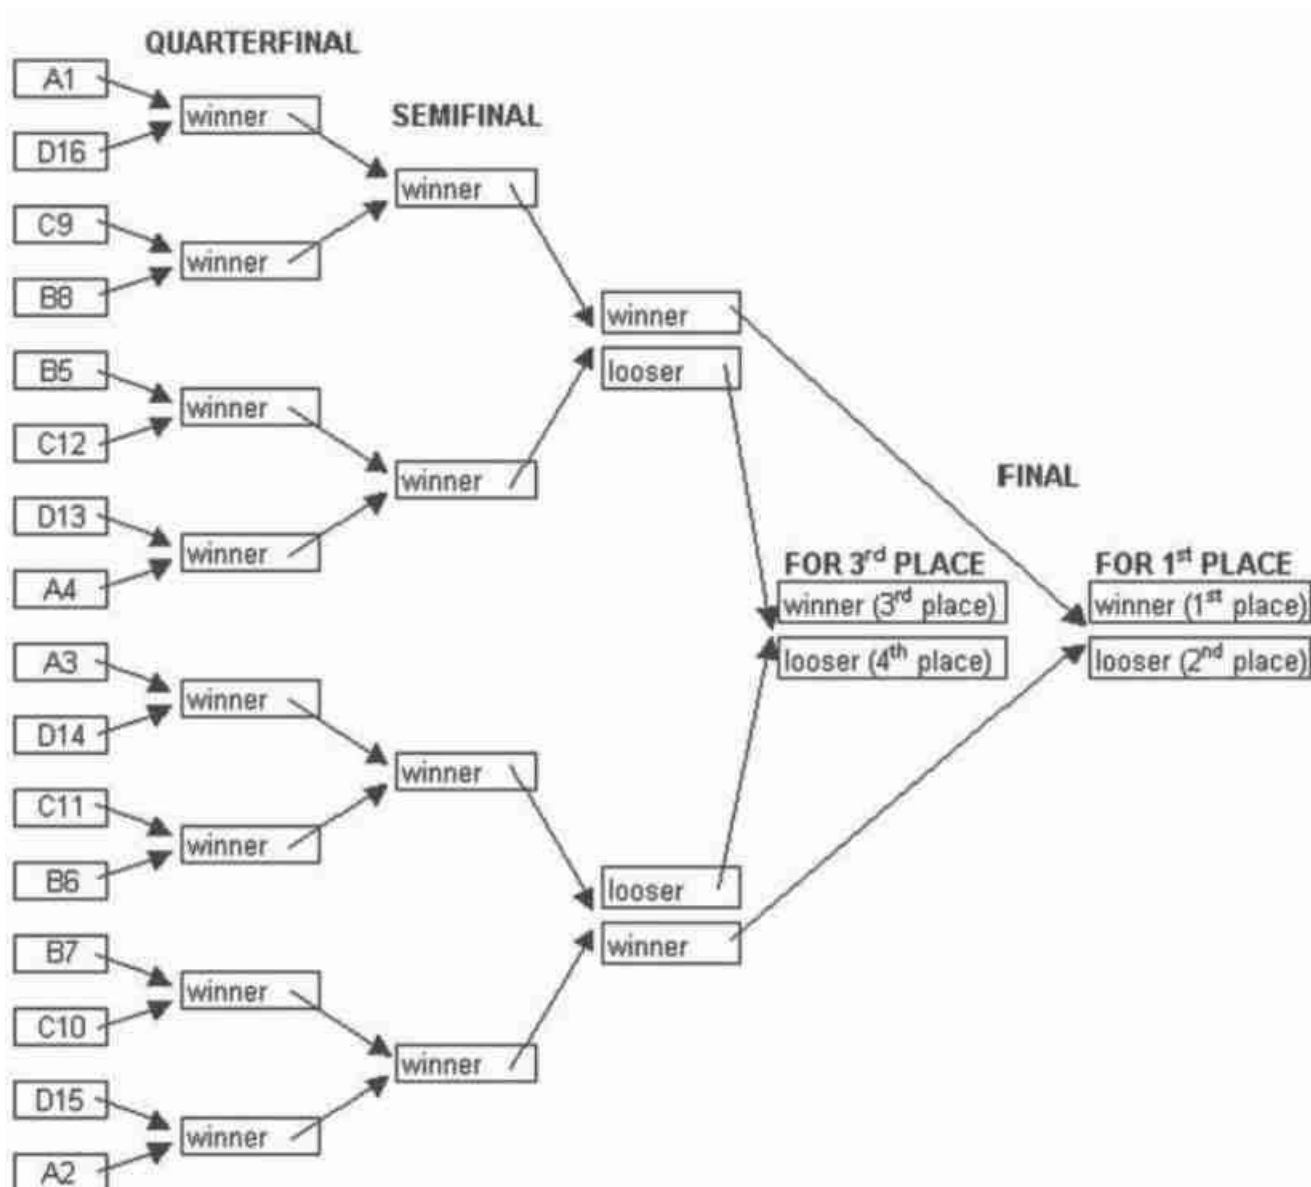 QUARTERFINAL
A1
winner
SEMIFINAL
D16
winner
C9
winner
B8
winner
looser
B5
winner
C12
winner
FINAL
D13
winner
A4
FOR 3rd PLACE
FOR 1st PLACE
winner (3rd place)
winner (1st place)
looser (4th place)
looser (2nd place)
A3
winner
D14
winner
C11
winner
B6
looser
winner
B7
winner
C10
winner
D15
winner
A2